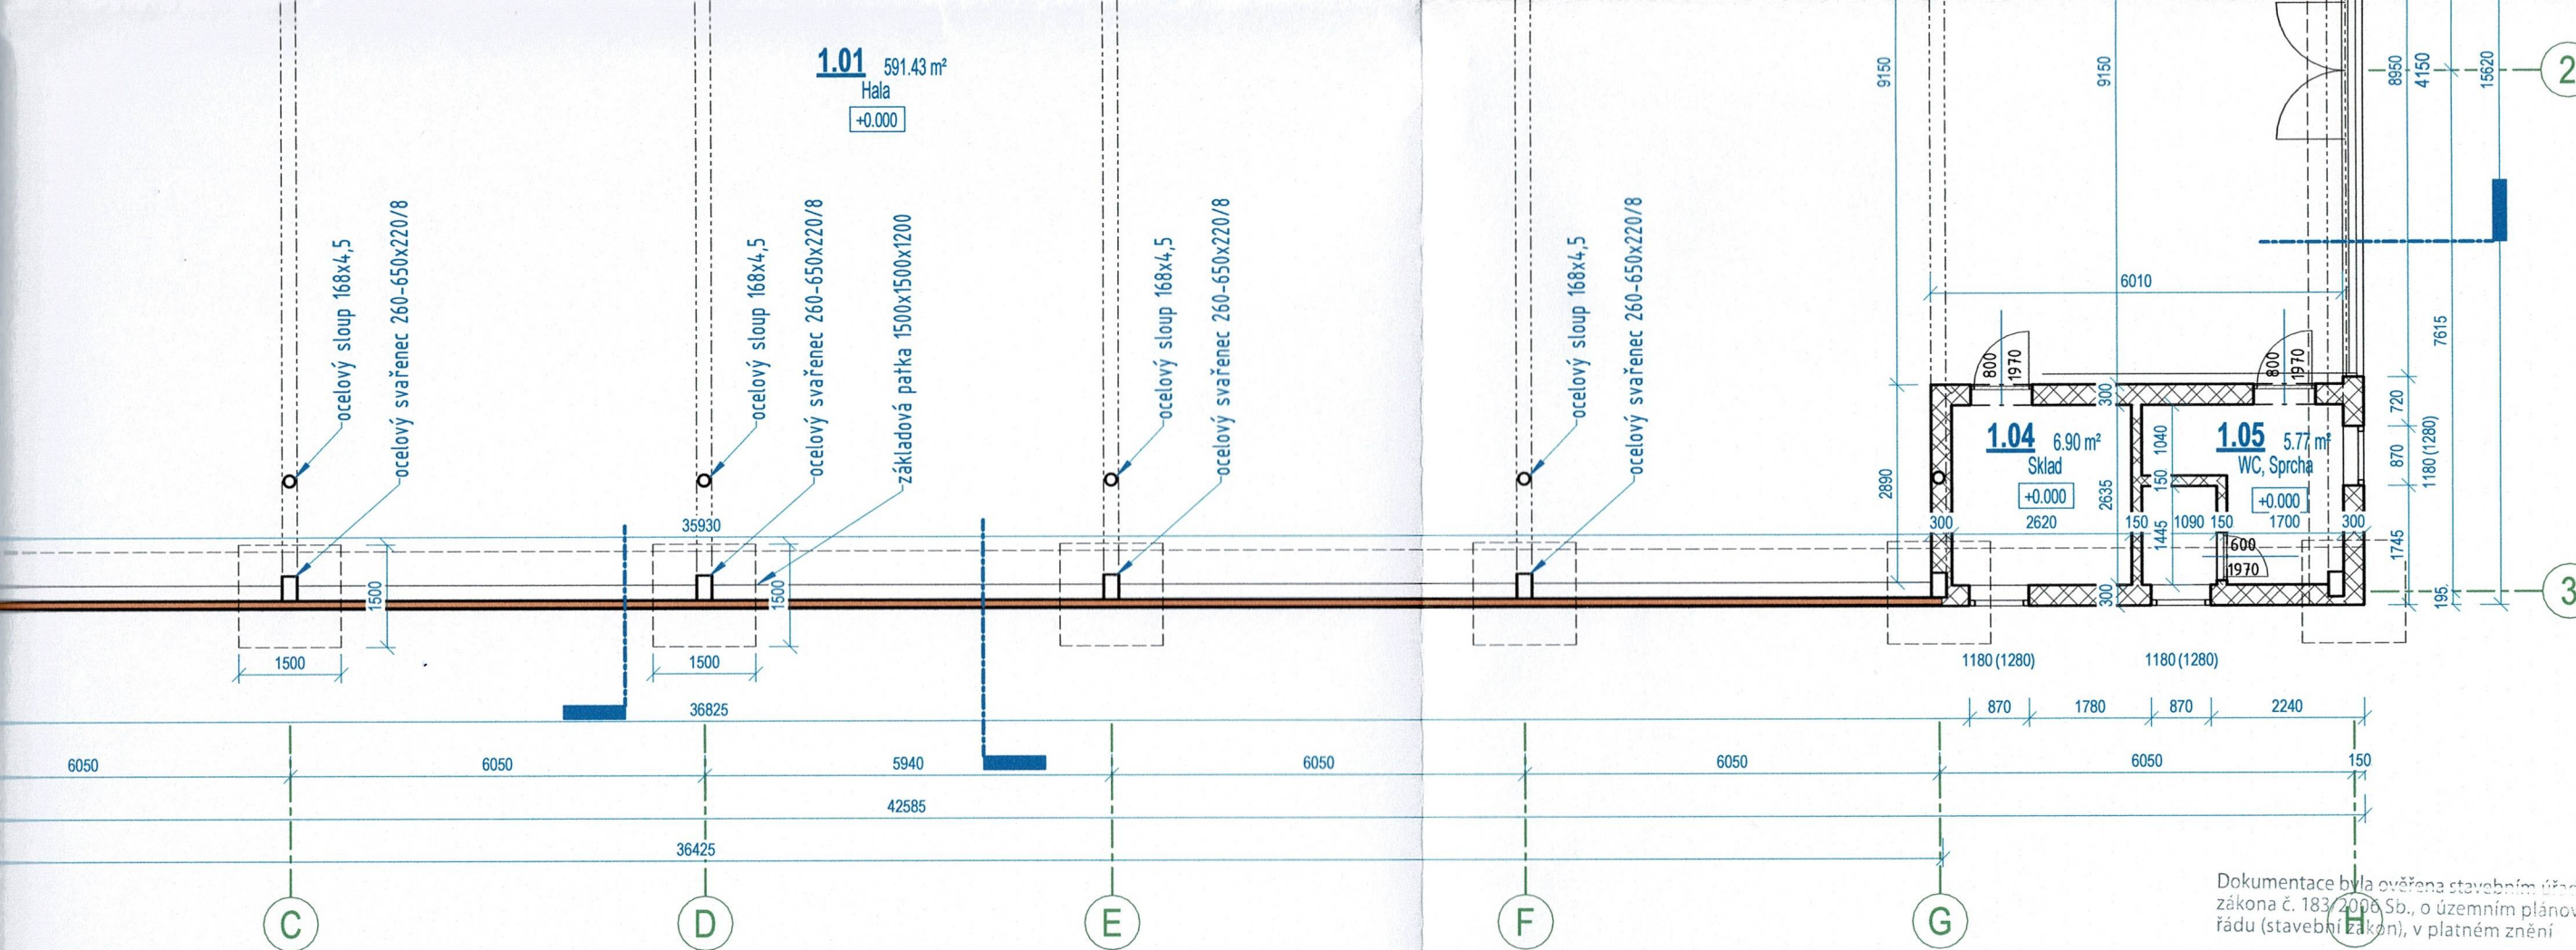 1.01 591.43 m²
Hala
+0.000
ocelový sloup 168x4,5
ocelový svařenec 260-650x220/8
ocelový sloup 168x4,5
ocelový svařenec 260-650x220/8
základová patka 1500x1500x1200
ocelový sloup 168x4,5
ocelový svařenec 260-650x220/8
ocelový sloup 168x4,5
ocelový svařenec 260-650x220/8
9150
9150
8950
4150
15620
2
6010
7615
800
1970
800
1970
300
720
1.04 6.90 m²
Sklad
+0.000
1040
1.05 5.77 m²
WC, Sprcha
+0.000
870
1180 (1280)
2890
2635
150
300
2620
150
1090
150
1700
300
35930
1445
600
1970
1745
1500
1500
300
195
3
1500
1500
1180 (1280)
1180 (1280)
36825
870
1780
870
2240
6050
6050
5940
6050
6050
6050
150
42585
36425
C
D
E
F
G
H
Dokumentace byla ověřena stavebním úřad
zákona č. 183/2006 Sb., o územním plánov
řádu (stavební zákon), v platném znění